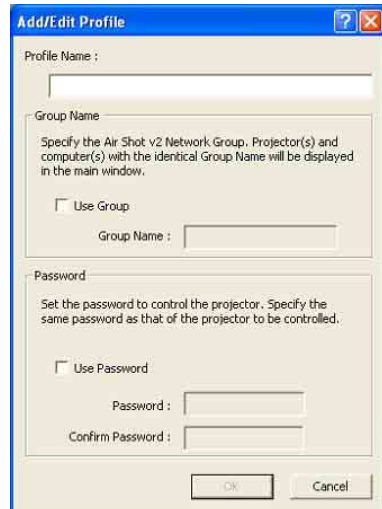 Add/Edit Profile
Profile Name :
Group Name
Specify the Air Shot v2 Network Group. Projector(s) and
computer(s) with the identical Group Name will be displayed
in the main window.
Use Group
Group Name :
Password
Set the password to control the projector. Specify the
same password as that of the projector to be controlled.
Use Password
Password :
Confirm Password :
Ok
Cancel